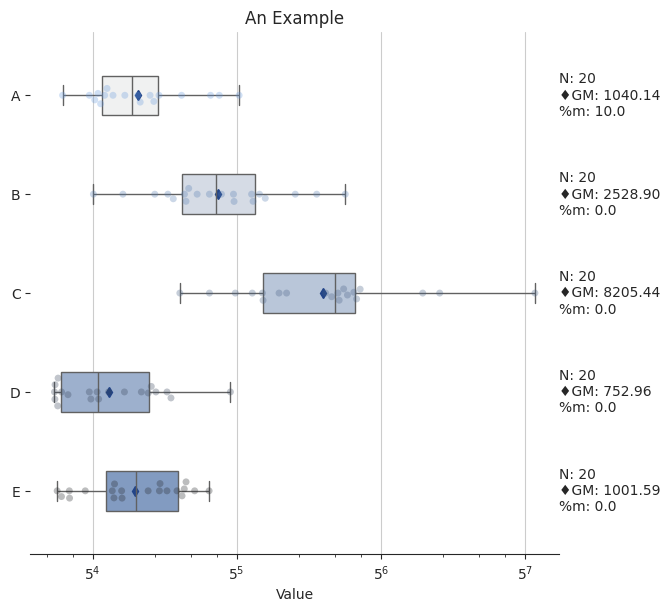 An Example
A
N: 20
♦GM: 1040.14
%m: 10.0
B
N: 20
♦GM: 2528.90
%m: 0.0
C
N: 20
♦GM: 8205.44
%m: 0.0
D
N: 20
♦GM: 752.96
%m: 0.0
E
N: 20
♦GM: 1001.59
%m: 0.0
5⁴ 5⁵ 5⁶ 5⁷
Value